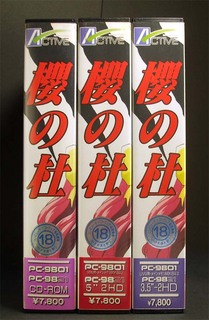 ACTIVE
櫻の杜
18
PC-9801
PC-98
CD-ROM
¥7,800
ACTIVE
櫻の杜
18
PC-9801
PC-98
5"2HD
¥7,800
ACTIVE
櫻の杜
18
PC-9801
PC-98
3.5"-2HD
¥7,800